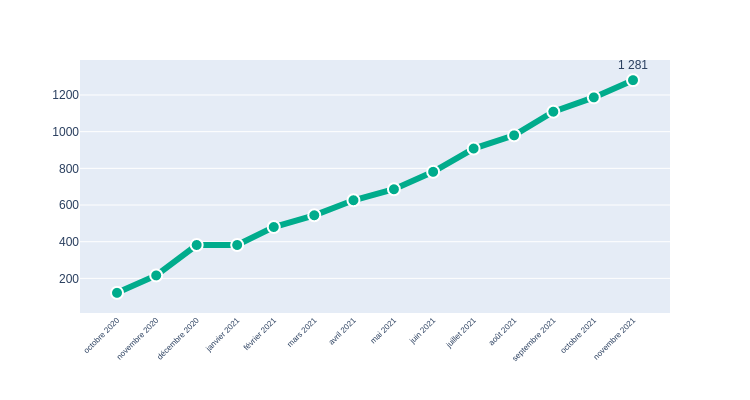 1 281
1200
1000
800
600
400
200
octobre 2020
novembre 2020
décembre 2020
janvier 2021
février 2021
mars 2021
avril 2021
mai 2021
juin 2021
juillet 2021
août 2021
septembre 2021
octobre 2021
novembre 2021